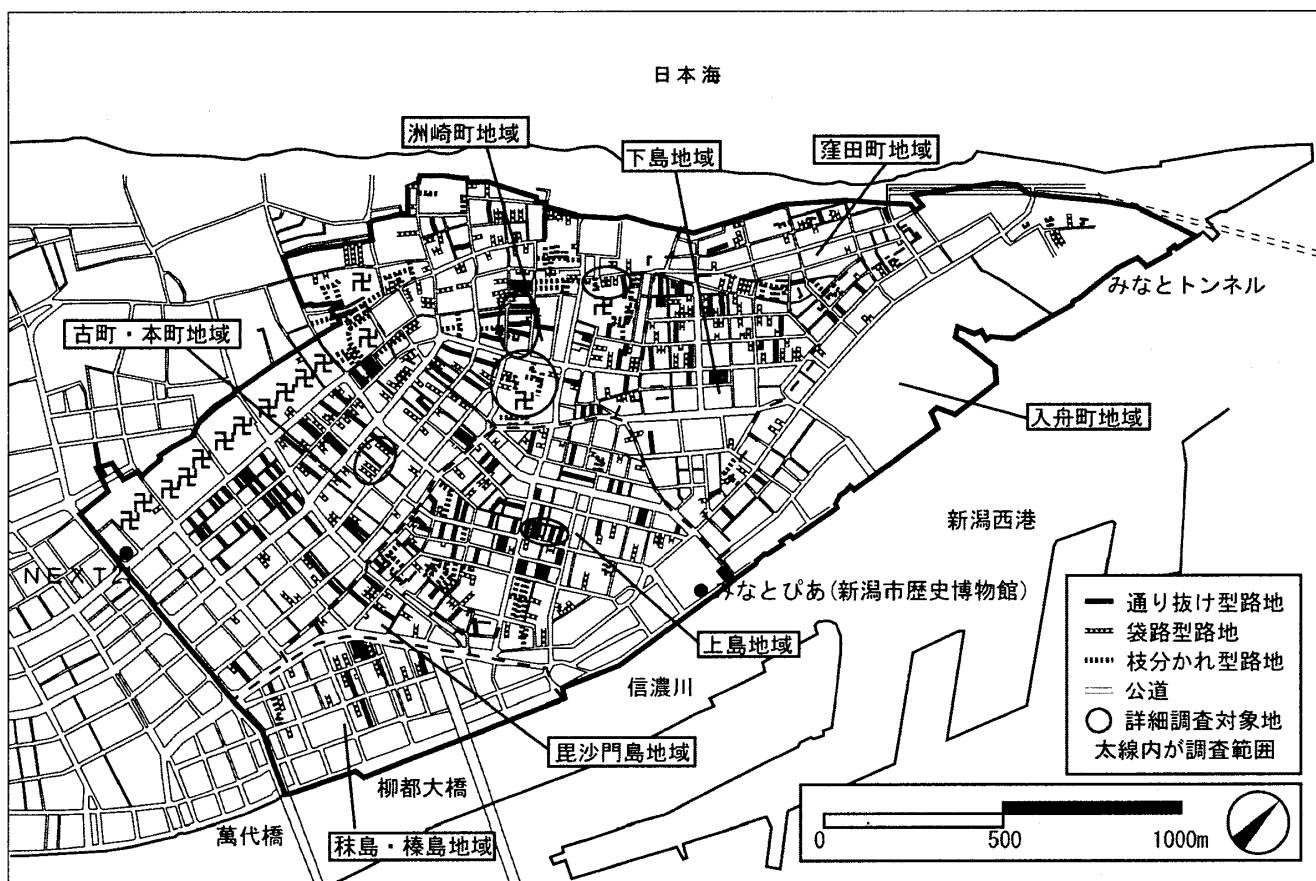 日本海
洲崎町地域
下島地域
窪田町地域
みなとトンネル
古町・本町地域
入舟町地域
新潟西港
NEXT21
みなとぴあ(新潟市歴史博物館)
上島地域
信濃川
毘沙門島地域
柳都大橋
萬代橋
秣島・榛島地域
通り抜け型路地
袋路型路地
枝分かれ型路地
公道
詳細調査対象地
太線内が調査範囲
0 500 1000m